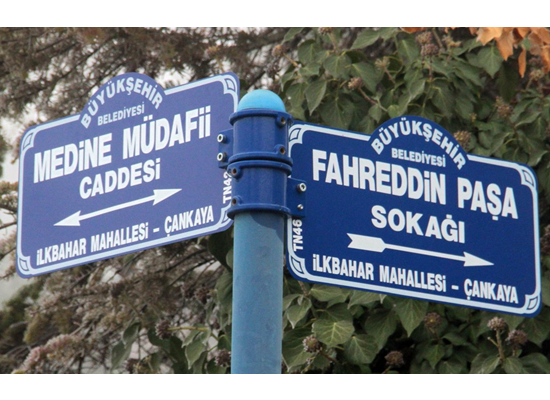 BÜYÜKŞEHİR
BELEDİYESİ
MEDİNE MÜDAFİİ
CADDESİ
İLKBAHAR MAHALLESİ - ÇANKAYA
BÜYÜKŞEHİR
BELEDİYESİ
FAHREDDİN PAŞA
SOKAĞI
İLKBAHAR MAHALLESİ - ÇANKAYA